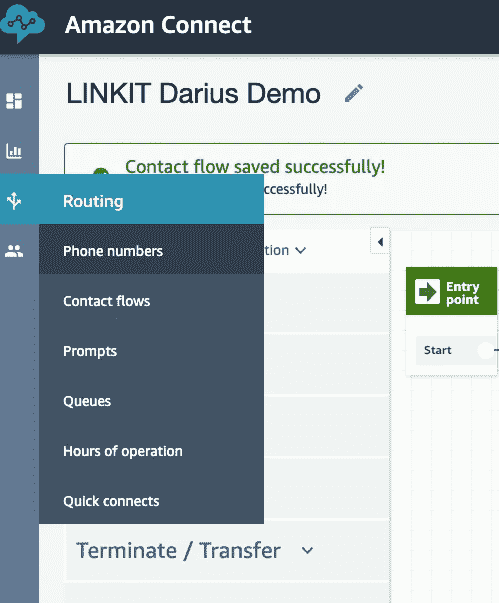 Amazon Connect
LINKIT Darius Demo
Contact flow saved successfully!
ccessfully!
Routing
Phone numbers
tion
Contact flows
Prompts
Queues
Hours of operation
Quick connects
Terminate / Transfer
Entry
point
Start